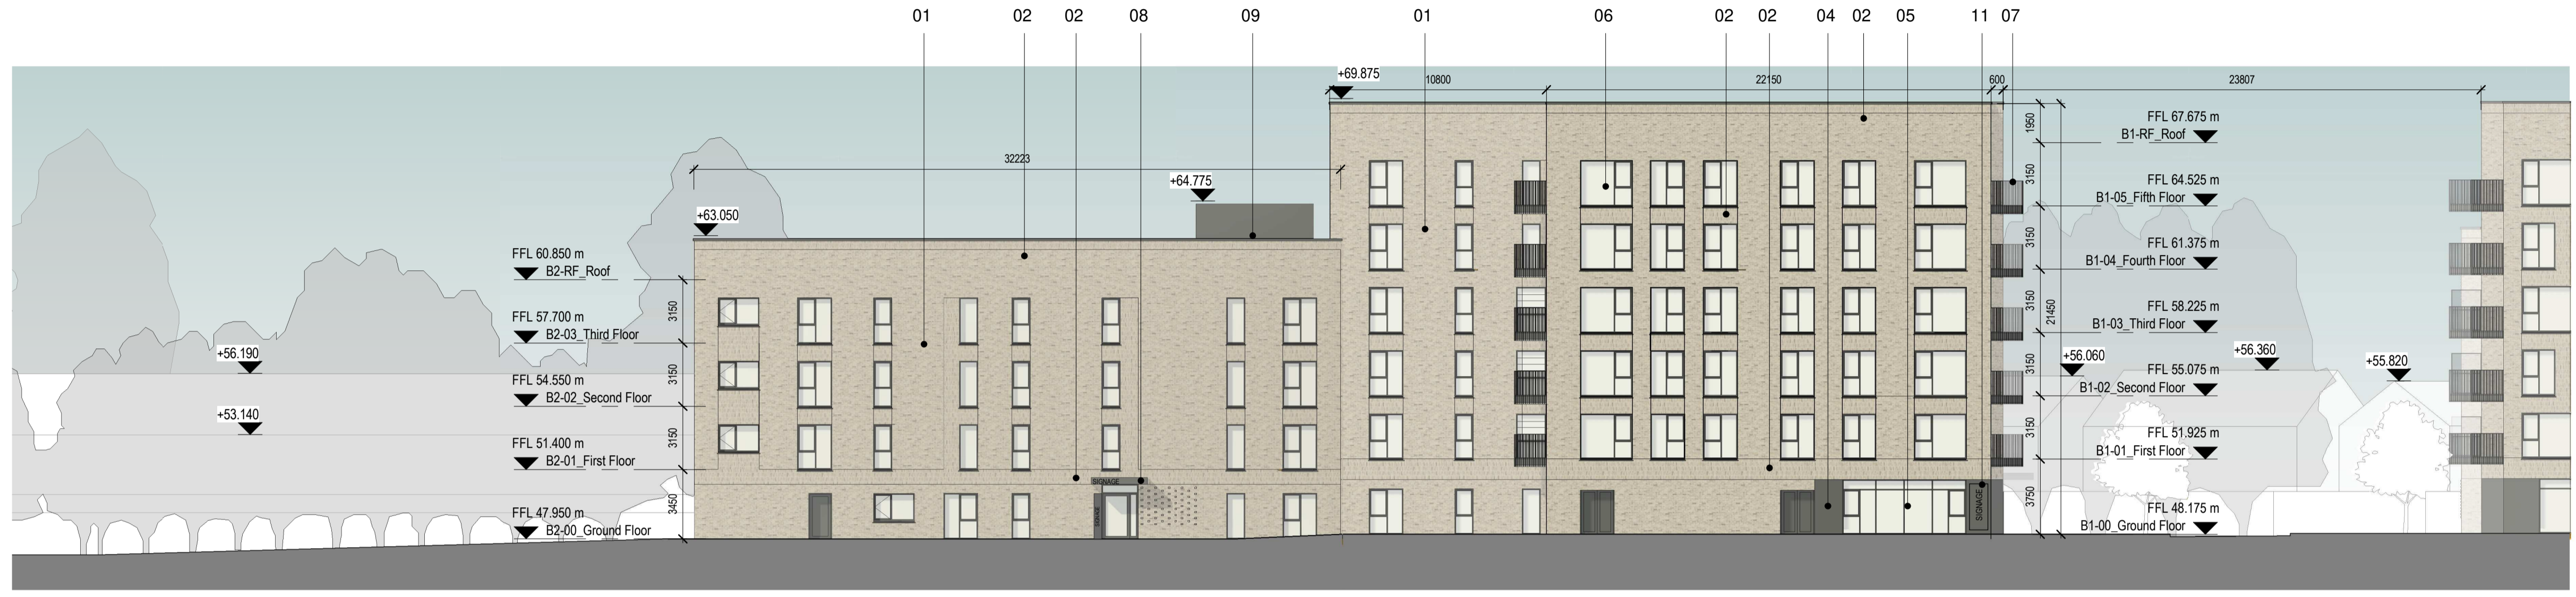 01 02 02 08 09 01 06 02 02 04 02 05 11 07
+69.875
10800
22150
600
23807
32223
+64.775
+63.050
FFL 60.850 m
B2-RF_Roof
FFL 57.700 m
B2-03_Third Floor
FFL 54.550 m
B2-02_Second Floor
FFL 51.400 m
B2-01_First Floor
FFL 47.950 m
B2-00_Ground Floor
+56.190
+53.140
3150
3150
3150
3450
SIGNAGE
SIGNAGE
SIGNAGE
1950
3150
3150
3150
3150
3150
3750
21450
FFL 67.675 m
B1-RF_Roof
FFL 64.525 m
B1-05_Fifth Floor
FFL 61.375 m
B1-04_Fourth Floor
FFL 58.225 m
B1-03_Third Floor
FFL 55.075 m
B1-02_Second Floor
FFL 51.925 m
B1-01_First Floor
FFL 48.175 m
B1-00_Ground Floor
+56.060
+56.360
+55.820